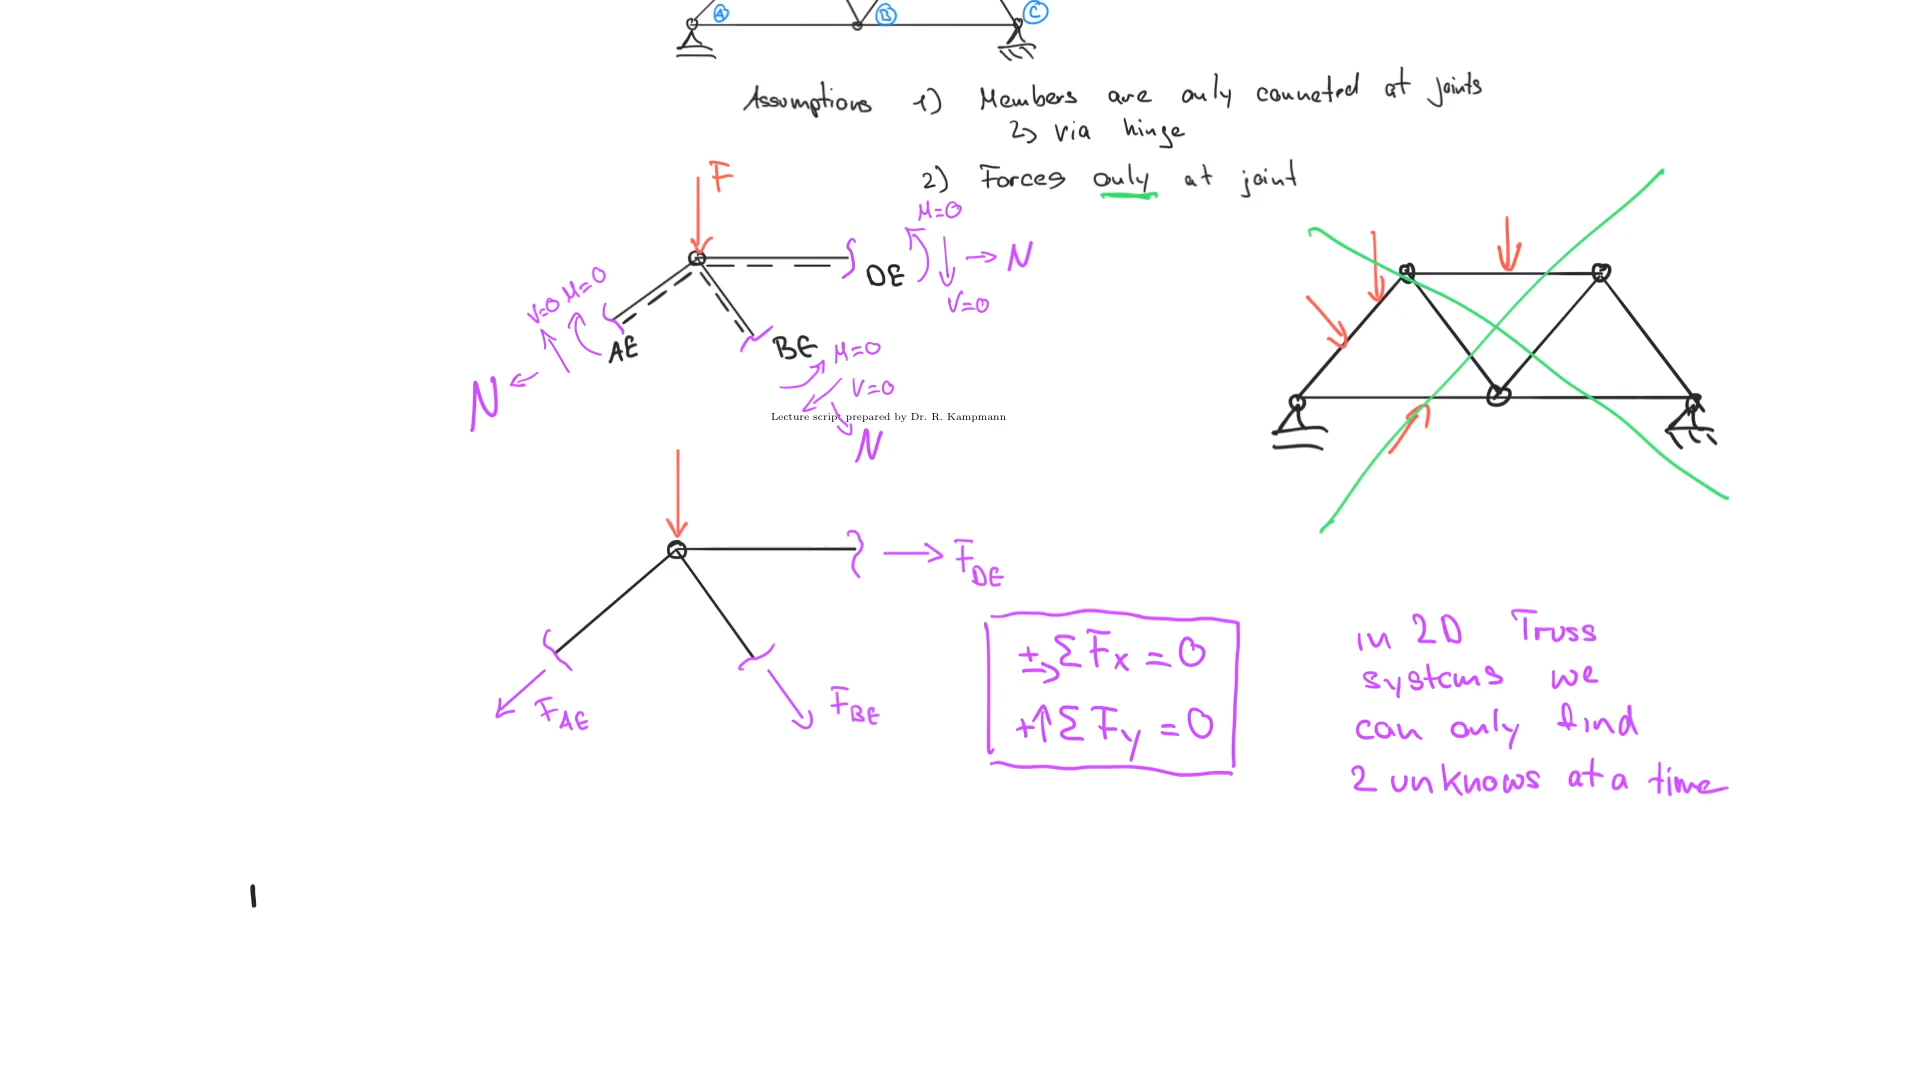 A B C
Assumptions 1) Members are only conneted at joints
2> via hinge
F
2) Forces only at joint
M=0
N
DE
V=0 M=0
V=0
AE
BE M=0
V=0
N
Lecture script prepared by Dr. R. Kampmann
N
F_DE
F_AE
F_BE
+→ ΣFx = 0
+↑ ΣFy = 0
in 2D Truss
systems we
can only find
2 unknows at a time